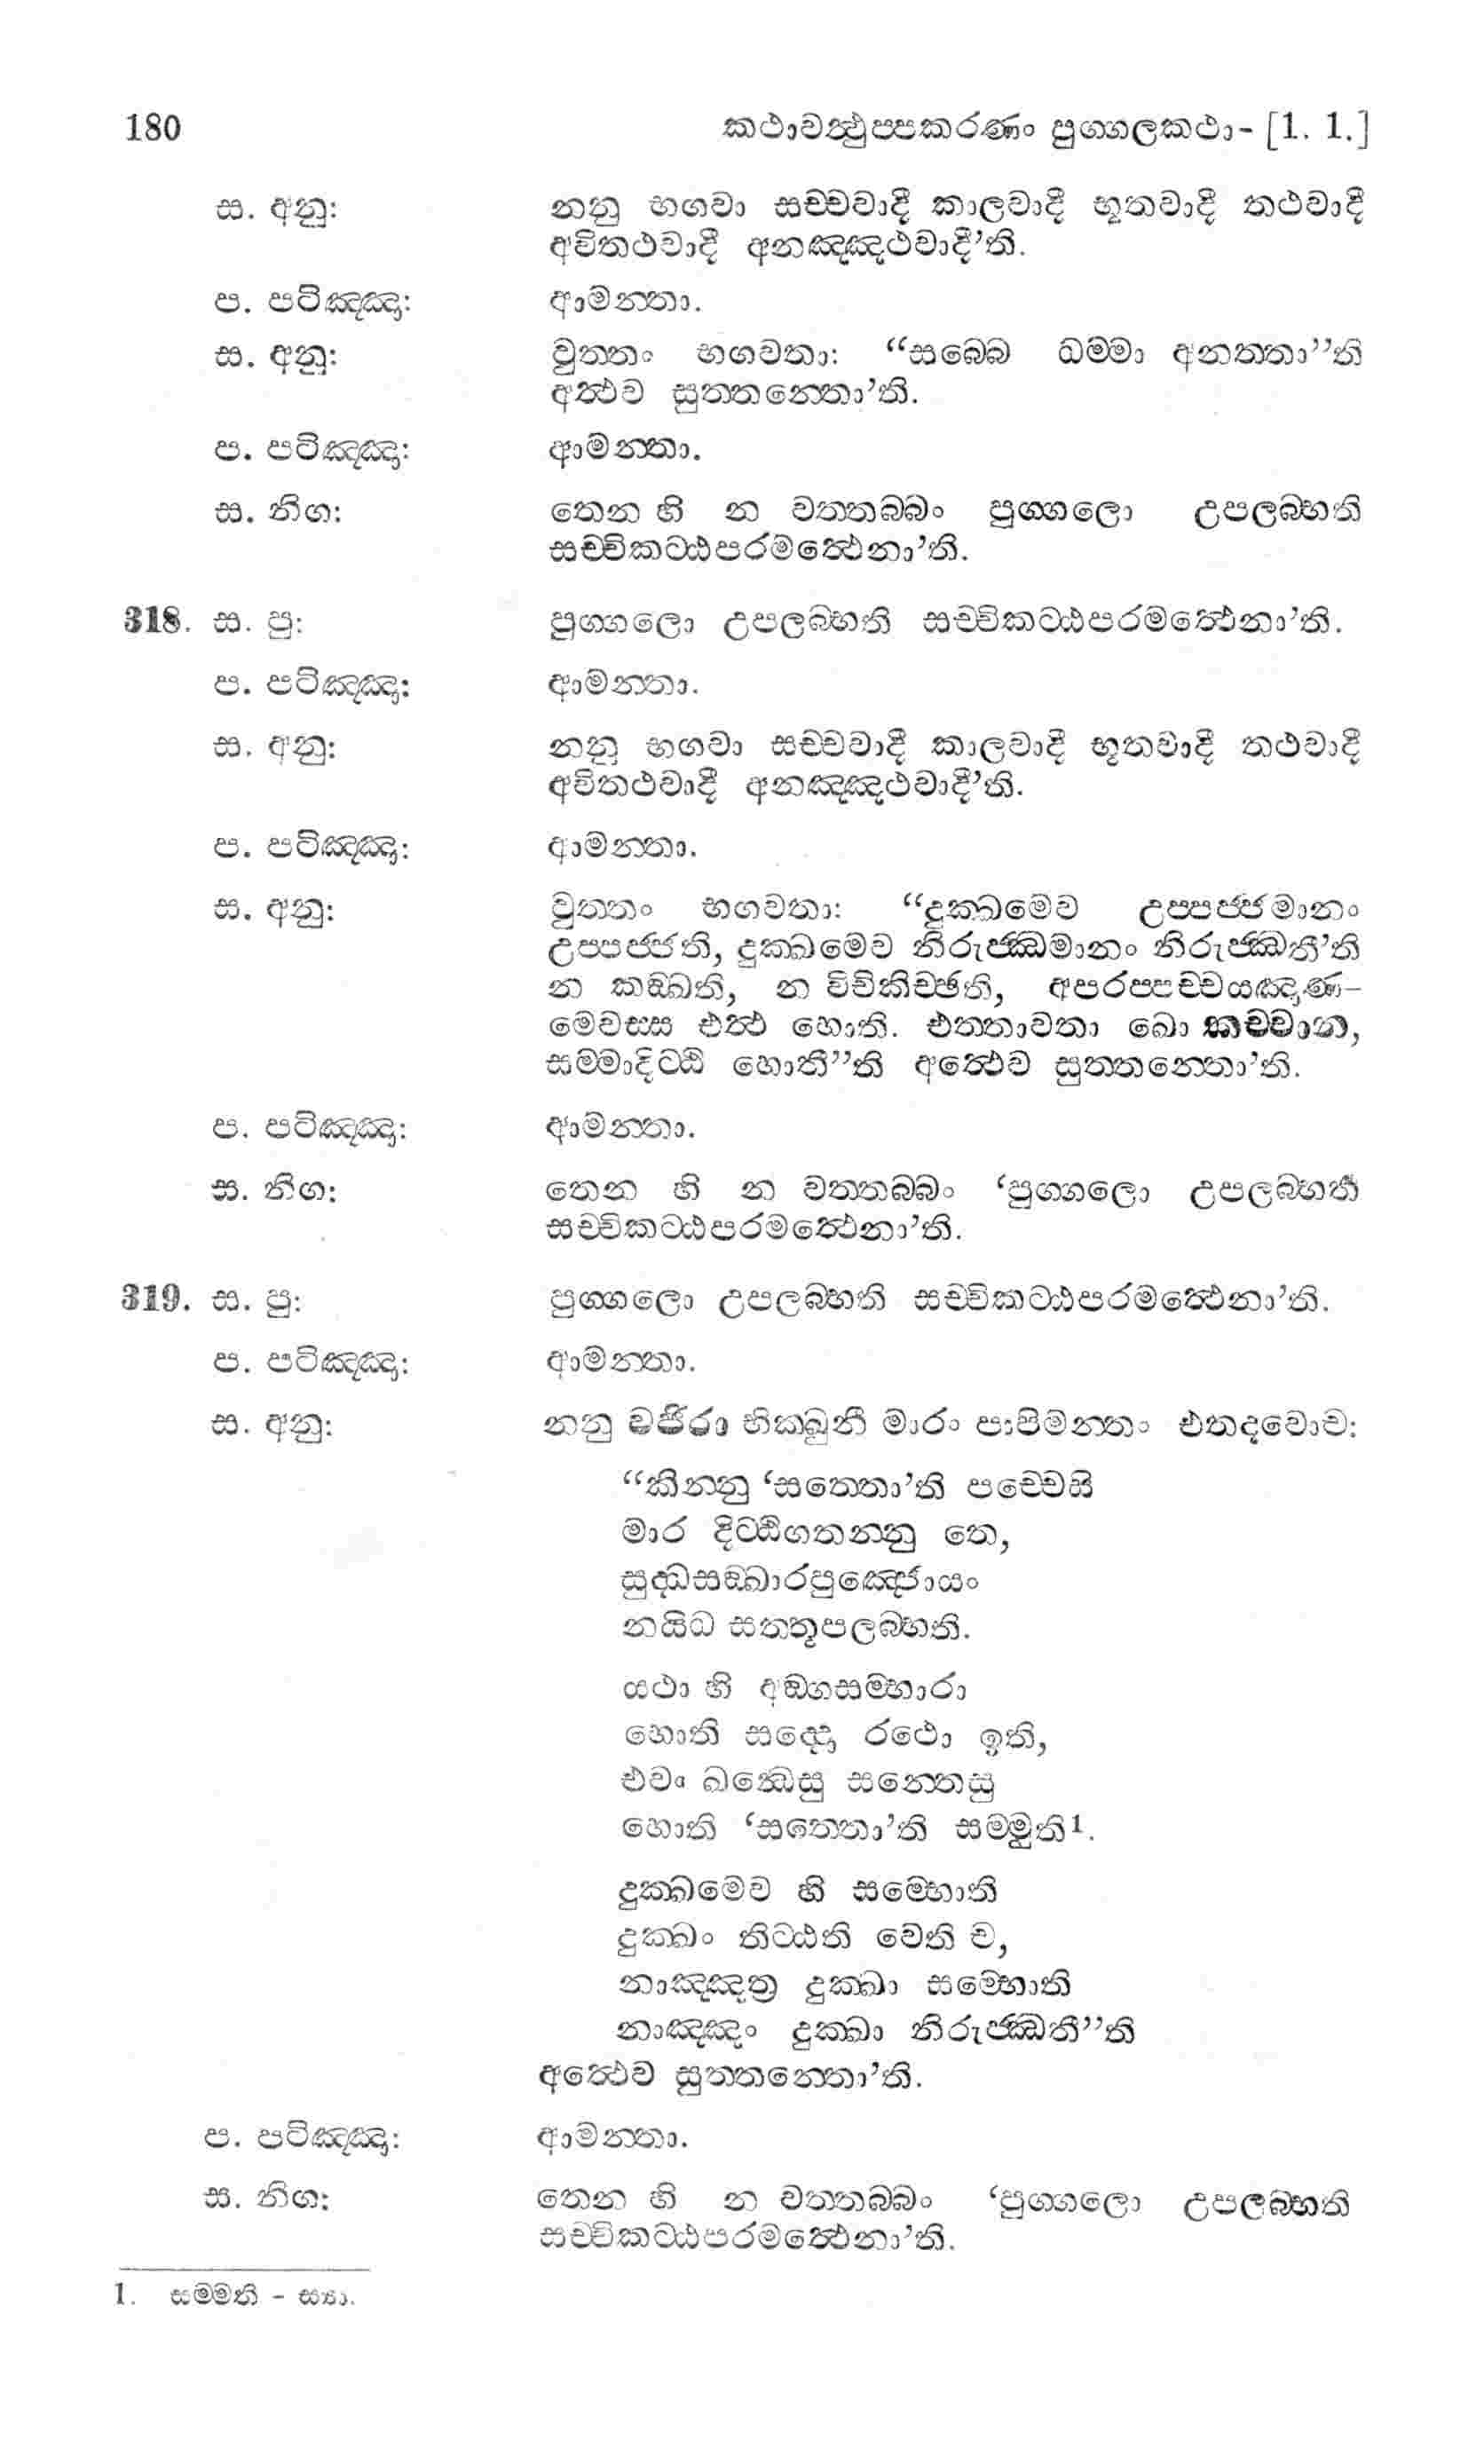 180 කථාවත්‍ථුප්පකරණං පුග්ගලකථා- [1. 1.]
ස. අනු: නනු භගවා සච්චවාදී කාලවාදී භූතවාදී තථවාදී
අවිතථවාදී අනඤ්ඤථවාදී’ති.
ප. පටිඤ්ඤා: ආමන්තා.
ස. අනු: වුත්තං භගවතා: “සබ්බෙ ධම්මා අනත්තා”ති
අත්‍ථව සුත්තන්තො’ති.
ප. පටිඤ්ඤා: ආමන්තා.
ස. නිග: තෙන හි න වත්තබ්බං පුග්ගලො උපලබ්භති
සච්චිකට්ඨපරමත්‍ථෙනා’ති.
318. ස. පු: පුග්ගලො උපලබ්භති සච්චිකට්ඨපරමත්‍ථෙනා’ති.
ප. පටිඤ්ඤා: ආමන්තා.
ස. අනු: නනු භගවා සච්චවාදී කාලවාදී භූතවාදී තථවාදී
අවිතථවාදී අනඤ්ඤථවාදී’ති.
ප. පටිඤ්ඤා: ආමන්තා.
ස. අනු: වුත්තං භගවතා: “දුක්ඛමෙව උප්පජ්ජමානං
උප්පජ්ජති, දුක්ඛමෙව නිරුජ්ඣමානං නිරුජ්ඣතී’ති
න කඞ්ඛති, න විචිකිච්ඡති, අපරප්පච්චයඤාණ-
මෙවස්ස එත්‍ථ හොති. එත්තාවතා ඛො කච්චාන,
සම්මාදිට්ඨි හොතී”ති අත්‍ථෙව සුත්තන්තො’ති.
ප. පටිඤ්ඤා: ආමන්තා.
ස. නිග: තෙන හි න වත්තබ්බං ‘පුග්ගලො උපලබ්භති
සච්චිකට්ඨපරමත්‍ථෙනා’ති.
319. ස. පු: පුග්ගලො උපලබ්භති සච්චිකට්ඨපරමත්‍ථෙනා’ති.
ප. පටිඤ්ඤා: ආමන්තා.
ස. අනු: නනු වජිරා භික්ඛුනී මාරං පාපිමන්තං එතදවොච:
“කින්නු ‘සත්තො’ති පච්චෙසි
මාර දිට්ඨිගතන්නු තෙ,
සුද්ධසඞ්ඛාරපුඤ්ජොයං
නයිධ සත්තූපලබ්භති.
යථා හි අඞ්ගසම්භාරා
හොති සද්දො රථො ඉති,
එවං ඛන්ධෙසු සන්තෙසු
හොති ‘සත්තො’ති සම්මුති¹.
දුක්ඛමෙව හි සම්භොති
දුක්ඛං තිට්ඨති වෙති ච,
නාඤ්ඤත්‍ර දුක්ඛා සම්භොති
නාඤ්ඤං දුක්ඛා නිරුජ්ඣතී”ති
අත්‍ථෙව සුත්තන්තො’ති.
ප. පටිඤ්ඤා: ආමන්තා.
ස. නිග: තෙන හි න වත්තබ්බං ‘පුග්ගලො උපලබ්භති
සච්චිකට්ඨපරමත්‍ථෙනා’ති.
1. සම්මති - ස්‍යා.